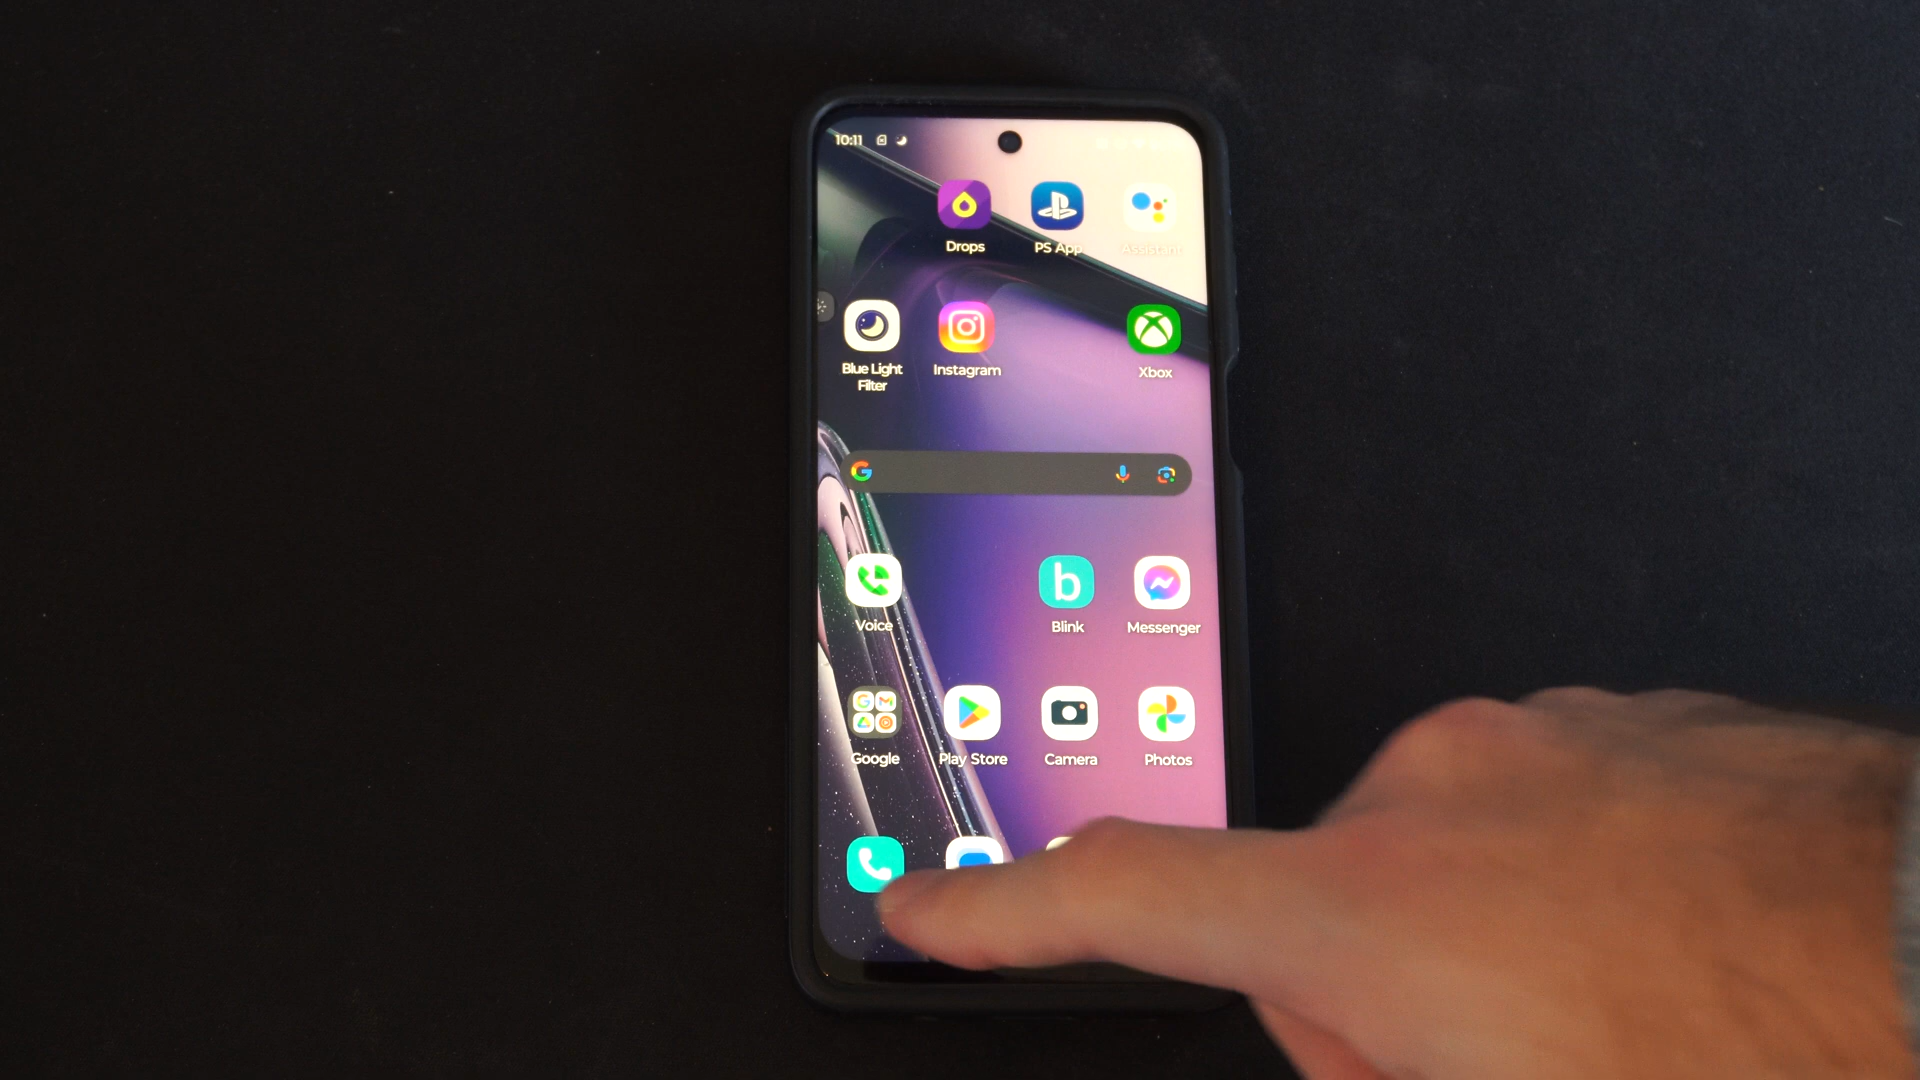 10:11
Drops
PS App
Assistant
Blue Light
Filter
Instagram
Xbox
Voice
b
Blink
Messenger
Google
Play Store
Camera
Photos